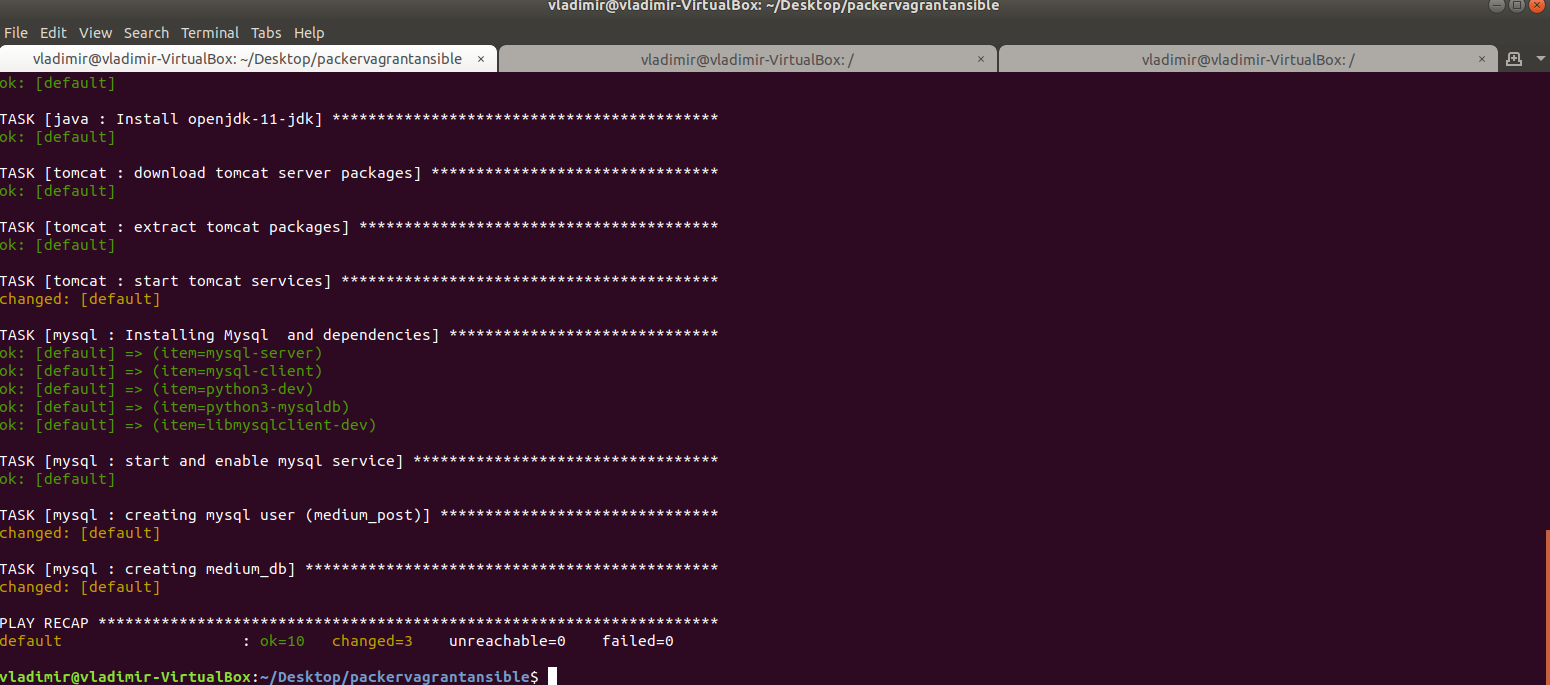 vladimir@vladimir-VirtualBox: ~/Desktop/packervagrantansible
File Edit View Search Terminal Tabs Help
vladimir@vladimir-VirtualBox: ~/Desktop/packervagrantansible × vladimir@vladimir-VirtualBox: / × vladimir@vladimir-VirtualBox: / ×
ok: [default]
TASK [java : Install openjdk-11-jdk] *******************************************
ok: [default]
TASK [tomcat : download tomcat server packages] ********************************
ok: [default]
TASK [tomcat : extract tomcat packages] ****************************************
ok: [default]
TASK [tomcat : start tomcat services] ******************************************
changed: [default]
TASK [mysql : Installing Mysql  and dependencies] ******************************
ok: [default] => (item=mysql-server)
ok: [default] => (item=mysql-client)
ok: [default] => (item=python3-dev)
ok: [default] => (item=python3-mysqldb)
ok: [default] => (item=libmysqlclient-dev)
TASK [mysql : start and enable mysql service] **********************************
ok: [default]
TASK [mysql : creating mysql user (medium_post)] *******************************
changed: [default]
TASK [mysql : creating medium_db] **********************************************
changed: [default]
PLAY RECAP *********************************************************************
default                    : ok=10   changed=3    unreachable=0    failed=0
vladimir@vladimir-VirtualBox:~/Desktop/packervagrantansible$